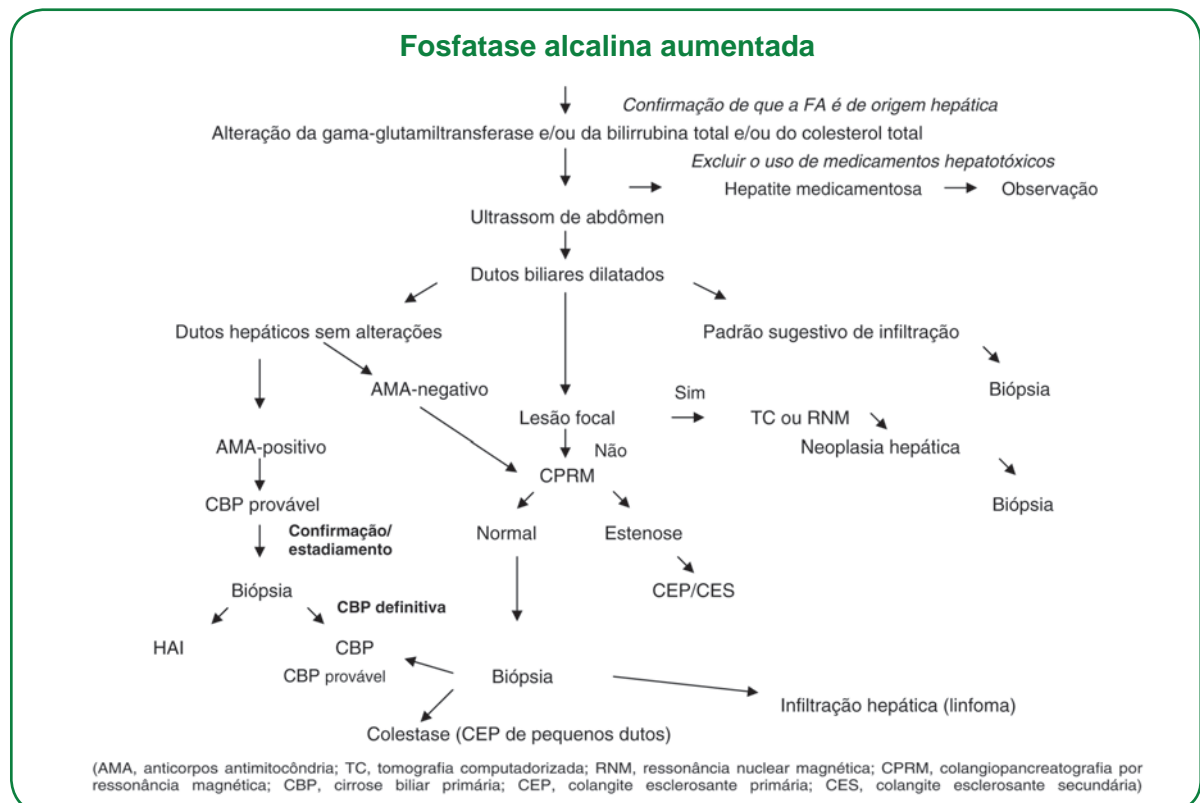 Fosfatase alcalina aumentada
Confirmação de que a FA é de origem hepática
Alteração da gama-glutamiltransferase e/ou da bilirrubina total e/ou do colesterol total
Excluir o uso de medicamentos hepatotóxicos
Hepatite medicamentosa
Observação
Ultrassom de abdômen
Dutos biliares dilatados
Dutos hepáticos sem alterações
Padrão sugestivo de infiltração
AMA-negativo
Sim
Biópsia
Lesão focal
TC ou RNM
AMA-positivo
Não
Neoplasia hepática
CPRM
CBP provável
Biópsia
Confirmação/
estadiamento
Normal
Estenose
Biópsia
CBP definitiva
CEP/CES
HAI
CBP
CBP provável
Biópsia
Infiltração hepática (linfoma)
Colestase (CEP de pequenos dutos)
(AMA, anticorpos antimitocôndria; TC, tomografia computadorizada; RNM, ressonância nuclear magnética; CPRM, colangiopancreatografia por
ressonância magnética; CBP, cirrose biliar primária; CEP, colangite esclerosante primária; CES, colangite esclerosante secundária)